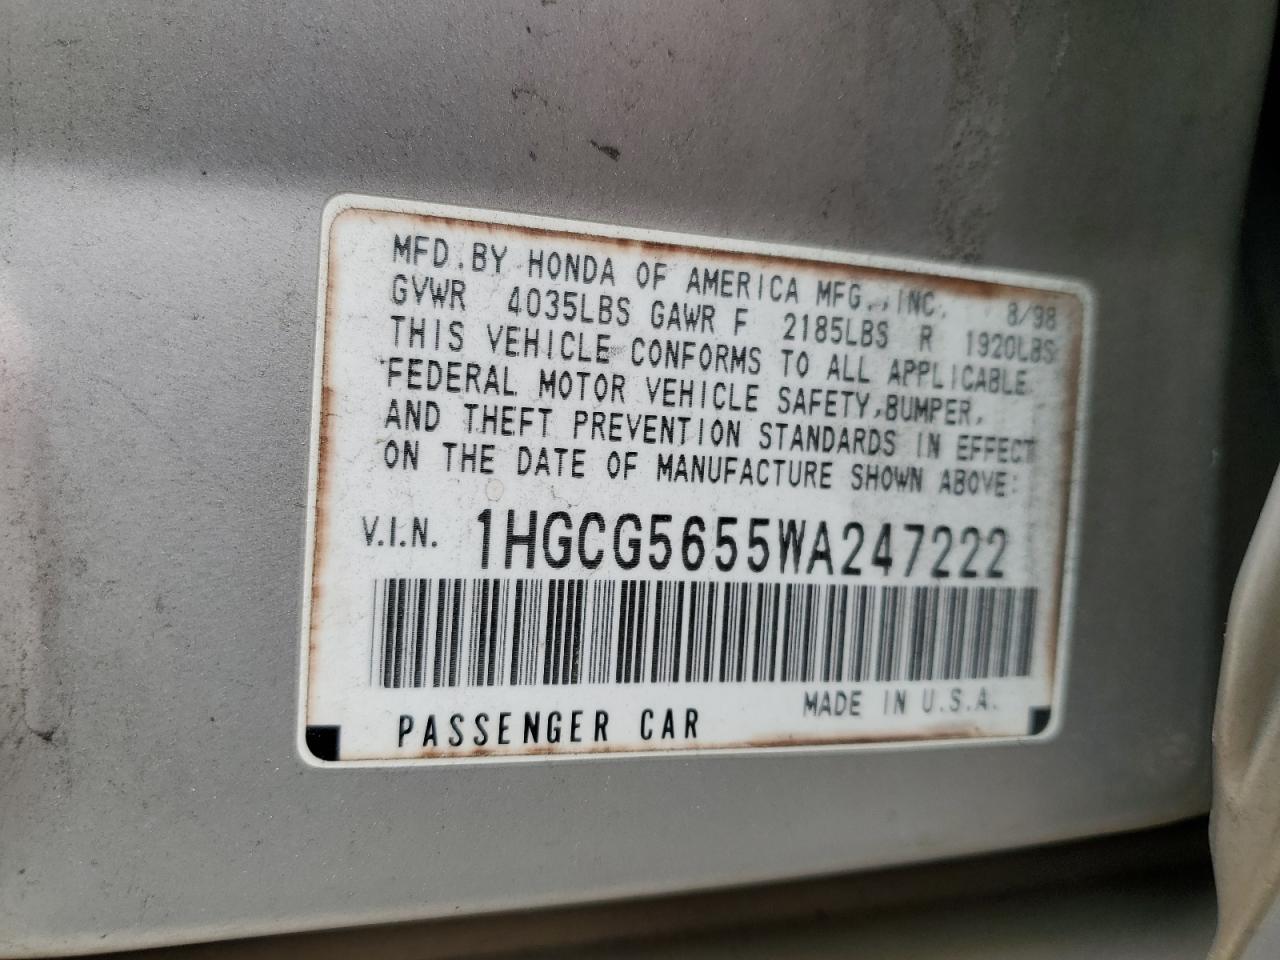 MFD.BY HONDA OF AMERICA MFG.,INC. 8/98
GVWR 4035LBS GAWR F 2185LBS R 1920LBS
THIS VEHICLE CONFORMS TO ALL APPLICABLE
FEDERAL MOTOR VEHICLE SAFETY,BUMPER,
AND THEFT PREVENTION STANDARDS IN EFFECT
ON THE DATE OF MANUFACTURE SHOWN ABOVE:
V.I.N. 1HGCG5655WA247222
MADE IN U.S.A.
PASSENGER CAR